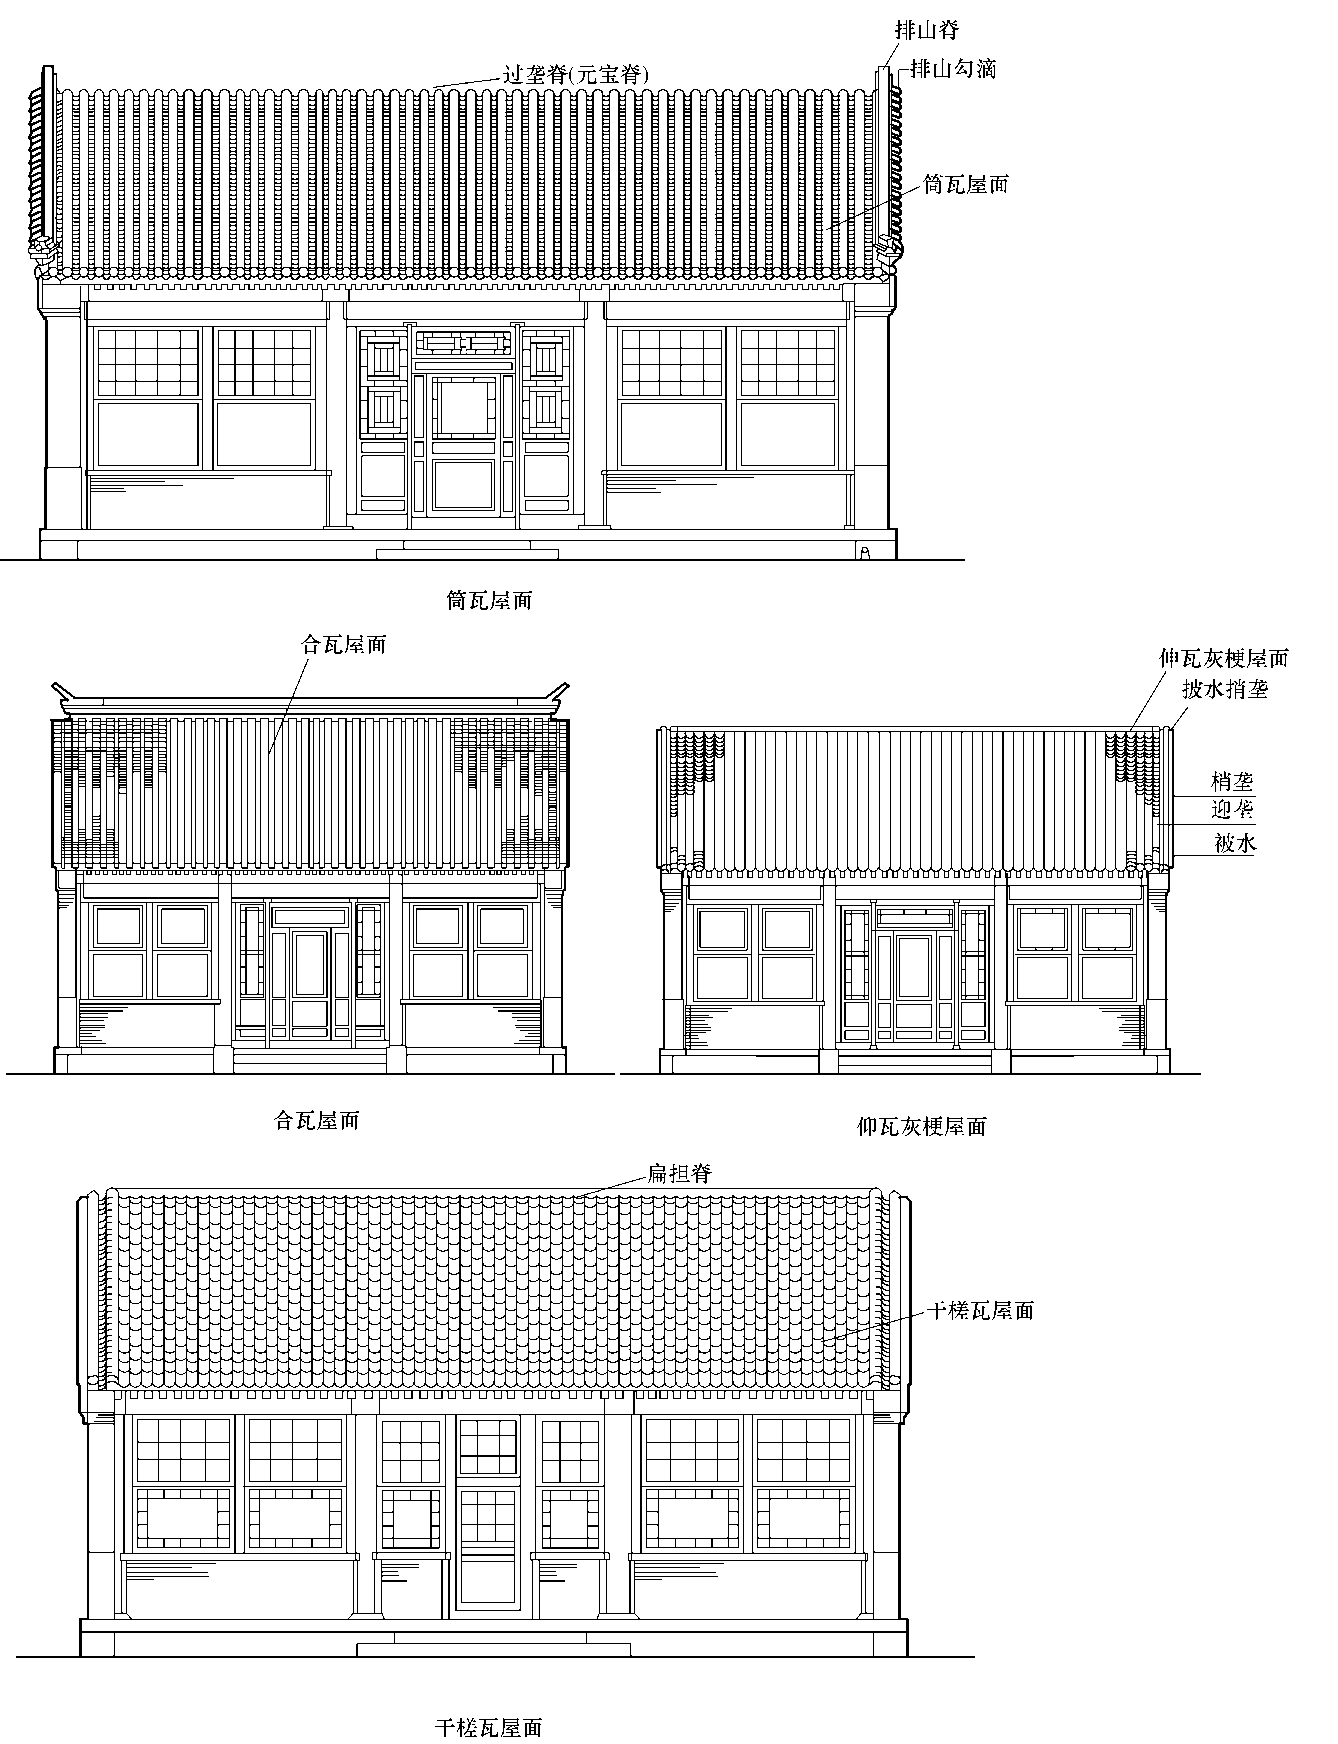 排山脊
过垄脊(元宝脊)
排山勾滴
筒瓦屋面
筒瓦屋面
合瓦屋面
仰瓦灰梗屋面
披水捎垄
梢垄
迎垄
被水
合瓦屋面
仰瓦灰梗屋面
扁担脊
干槎瓦屋面
干槎瓦屋面